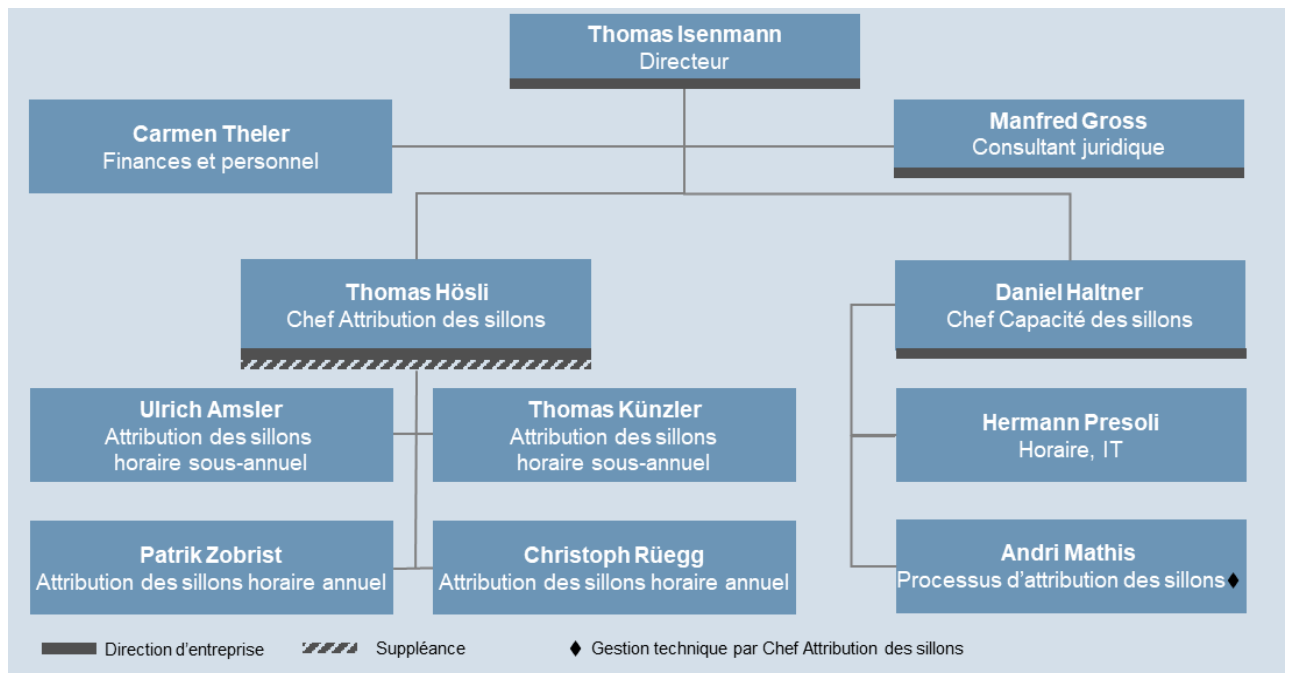 Thomas Isenmann
Directeur
Carmen Theler
Finances et personnel
Manfred Gross
Consultant juridique
Thomas Hösli
Chef Attribution des sillons
Daniel Haltner
Chef Capacité des sillons
Ulrich Amsler
Attribution des sillons
horaire sous-annuel
Thomas Künzler
Attribution des sillons
horaire sous-annuel
Hermann Presoli
Horaire, IT
Patrik Zobrist
Attribution des sillons horaire annuel
Christoph Rüegg
Attribution des sillons horaire annuel
Andri Mathis
Processus d'attribution des sillons♦
Direction d'entreprise
Suppléance
♦ Gestion technique par Chef Attribution des sillons